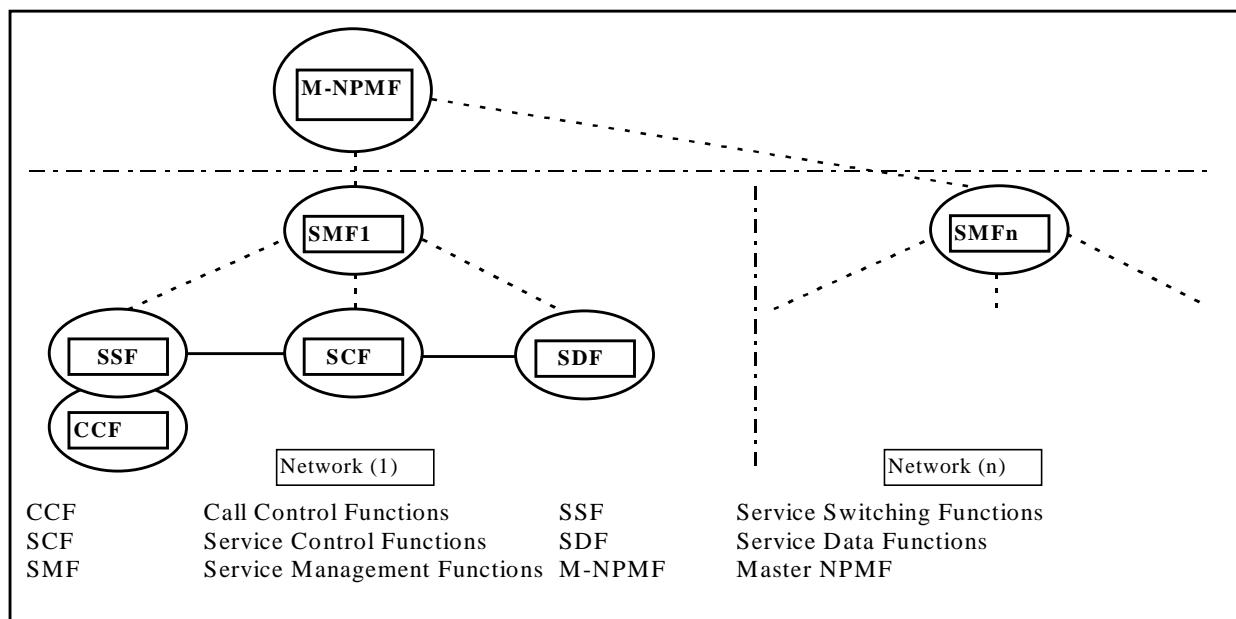 M-NPMF
SMF1
SMFn
SSF
SCF
SDF
CCF
Network (1)
Network (n)
CCF Call Control Functions SSF Service Switching Functions
SCF Service Control Functions SDF Service Data Functions
SMF Service Management Functions M-NPMF Master NPMF